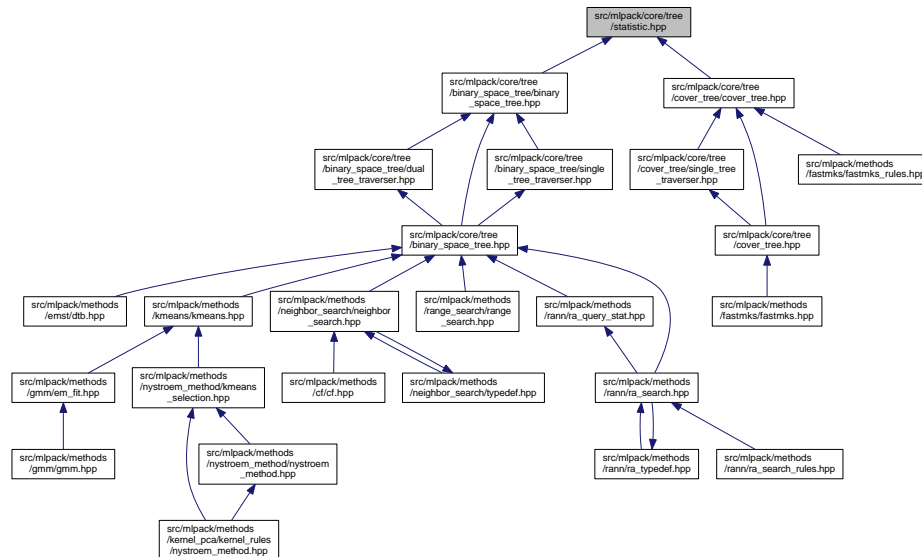 src/mlpack/core/tree
/statistic.hpp
src/mlpack/core/tree
/binary_space_tree/binary
_space_tree.hpp
src/mlpack/core/tree
/cover_tree/cover_tree.hpp
src/mlpack/core/tree
/binary_space_tree/dual
_tree_traverser.hpp
src/mlpack/core/tree
/binary_space_tree/single
_tree_traverser.hpp
src/mlpack/core/tree
/cover_tree/single_tree
_traverser.hpp
src/mlpack/methods
/fastmks/fastmks_rules.hpp
src/mlpack/core/tree
/binary_space_tree.hpp
src/mlpack/core/tree
/cover_tree.hpp
src/mlpack/methods
/emst/dtb.hpp
src/mlpack/methods
/kmeans/kmeans.hpp
src/mlpack/methods
/neighbor_search/neighbor
_search.hpp
src/mlpack/methods
/range_search/range
_search.hpp
src/mlpack/methods
/rann/ra_query_stat.hpp
src/mlpack/methods
/fastmks/fastmks.hpp
src/mlpack/methods
/gmm/em_fit.hpp
src/mlpack/methods
/nystroem_method/kmeans
_selection.hpp
src/mlpack/methods
/cf/cf.hpp
src/mlpack/methods
/neighbor_search/typedef.hpp
src/mlpack/methods
/rann/ra_search.hpp
src/mlpack/methods
/gmm/gmm.hpp
src/mlpack/methods
/nystroem_method/nystroem
_method.hpp
src/mlpack/methods
/rann/ra_typedef.hpp
src/mlpack/methods
/rann/ra_search_rules.hpp
src/mlpack/methods
/kernel_pca/kernel_rules
/nystroem_method.hpp